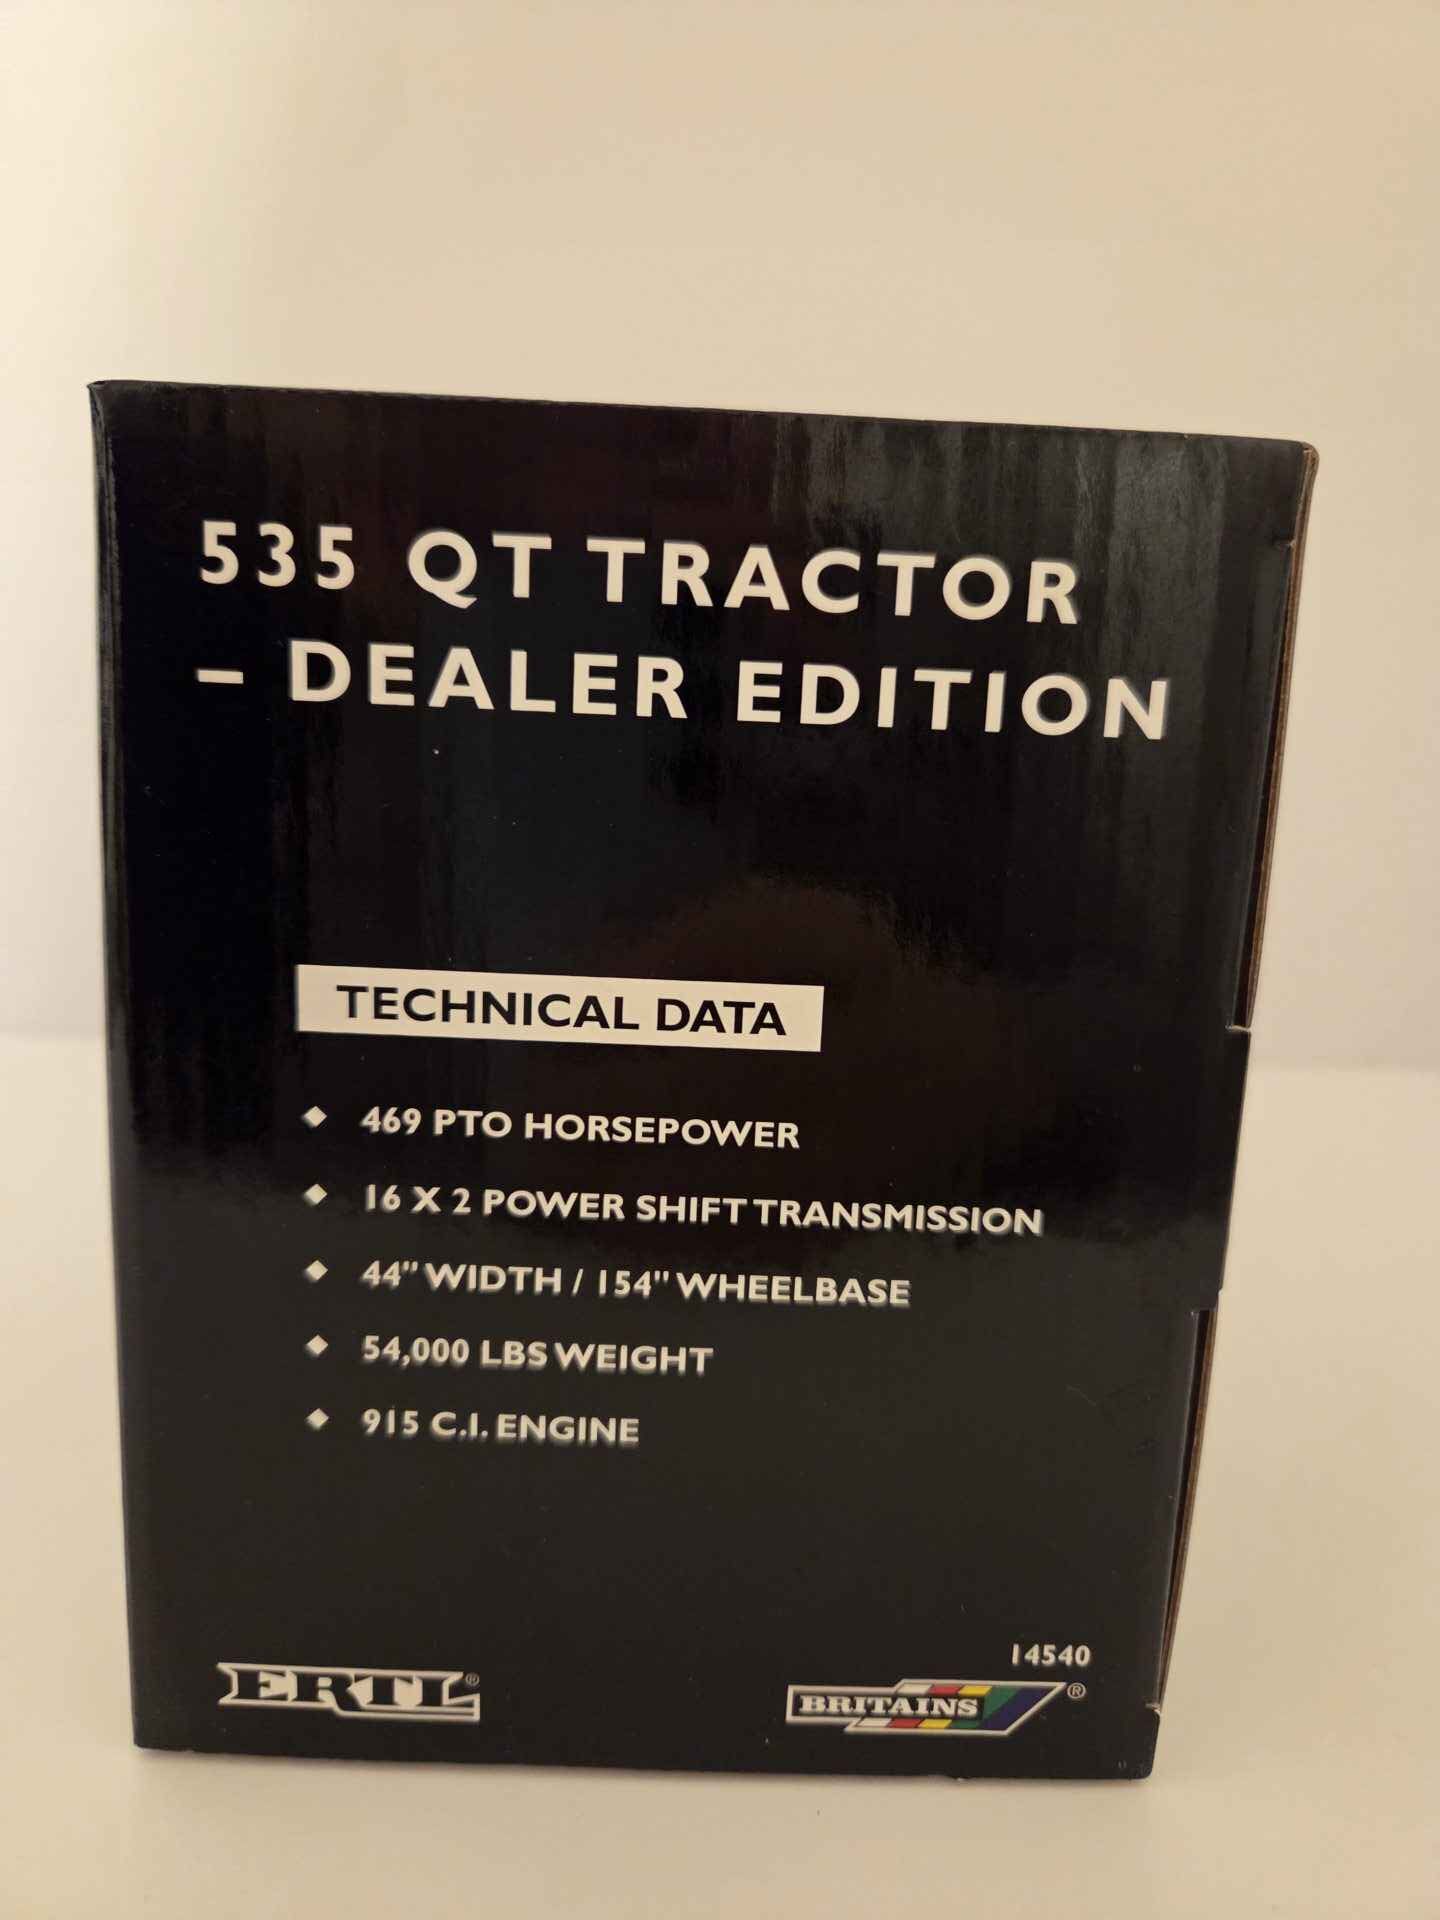 535 QT TRACTOR
– DEALER EDITION
TECHNICAL DATA
◆ 469 PTO HORSEPOWER
◆ 16 X 2 POWER SHIFT TRANSMISSION
◆ 44" WIDTH / 154" WHEELBASE
◆ 54,000 LBS WEIGHT
◆ 915 C.I. ENGINE
14540
ERTL® BRITAINS®